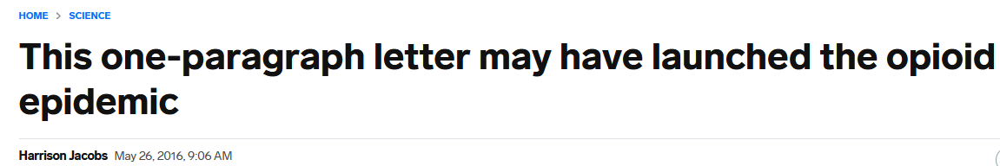 HOME > SCIENCE
This one-paragraph letter may have launched the opioid
epidemic
Harrison Jacobs May 26, 2016, 9:06 AM